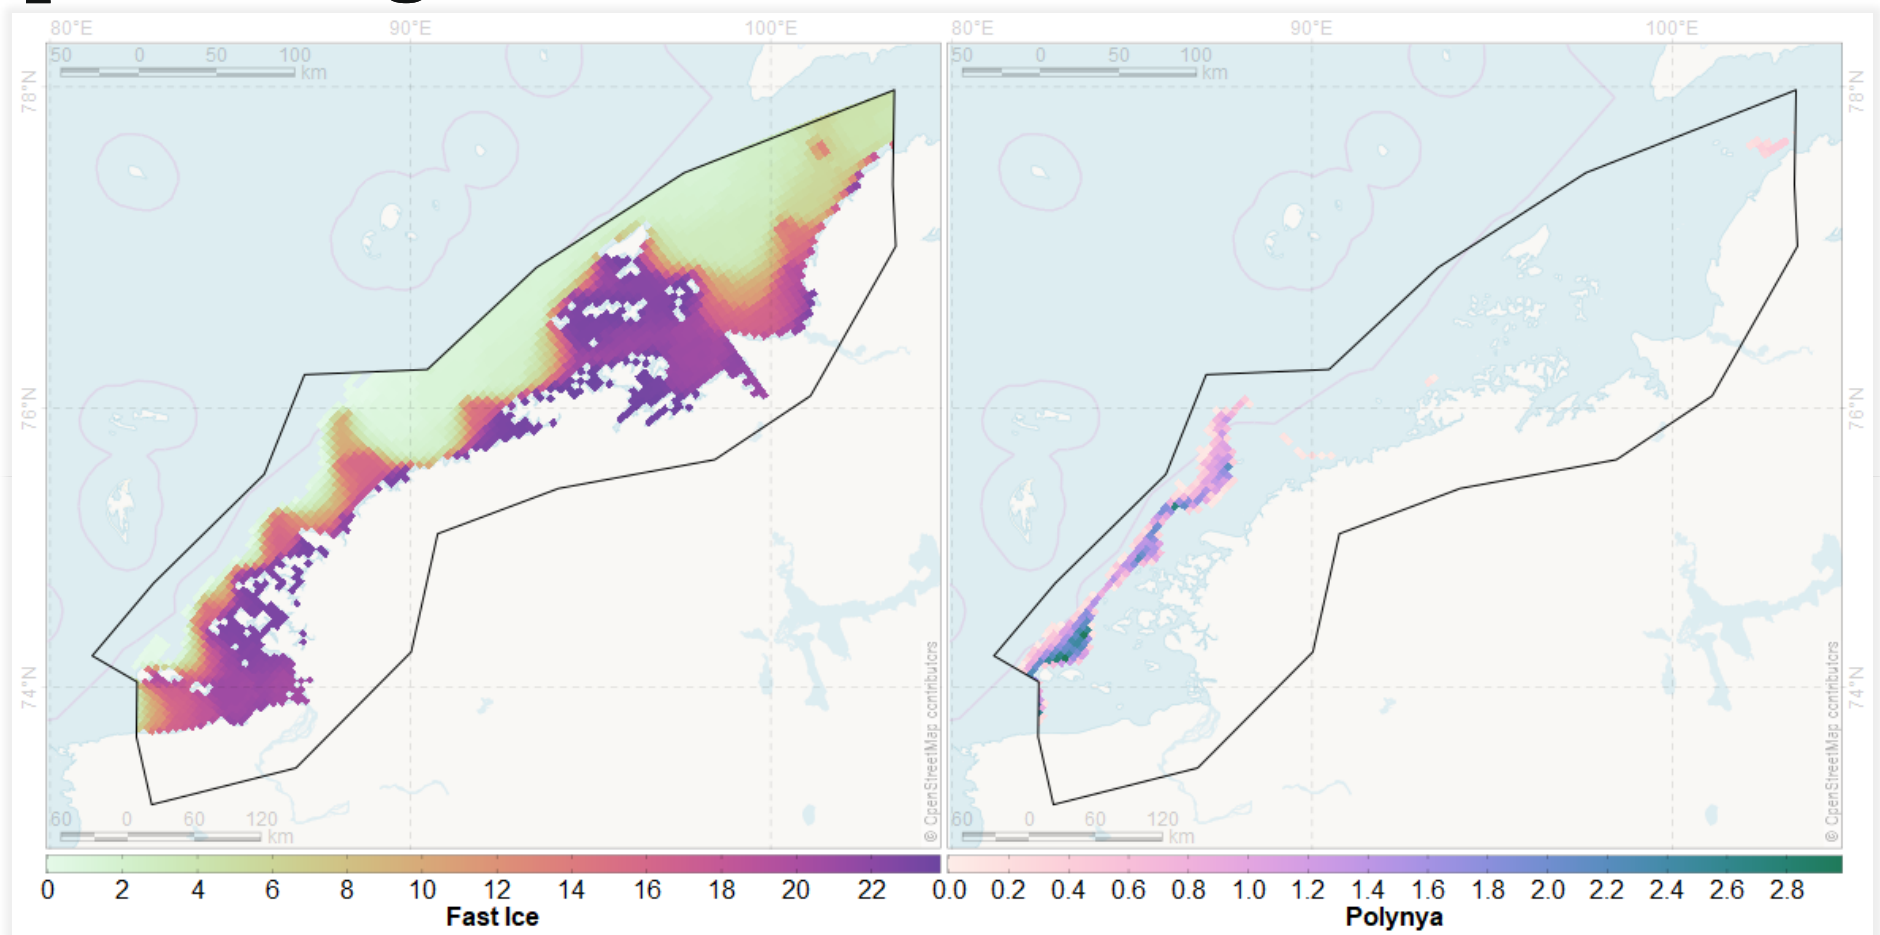 80°E 90°E 100°E 80°E 90°E 100°E
50 0 50 100 km 50 0 50 100 km
78°N 78°N
76°N 76°N
74°N 74°N
© OpenStreetMap contributors © OpenStreetMap contributors
60 0 60 120 km 60 0 60 120 km
0 2 4 6 8 10 12 14 16 18 20 22 0.0 0.2 0.4 0.6 0.8 1.0 1.2 1.4 1.6 1.8 2.0 2.2 2.4 2.6 2.8
Fast Ice Polynya